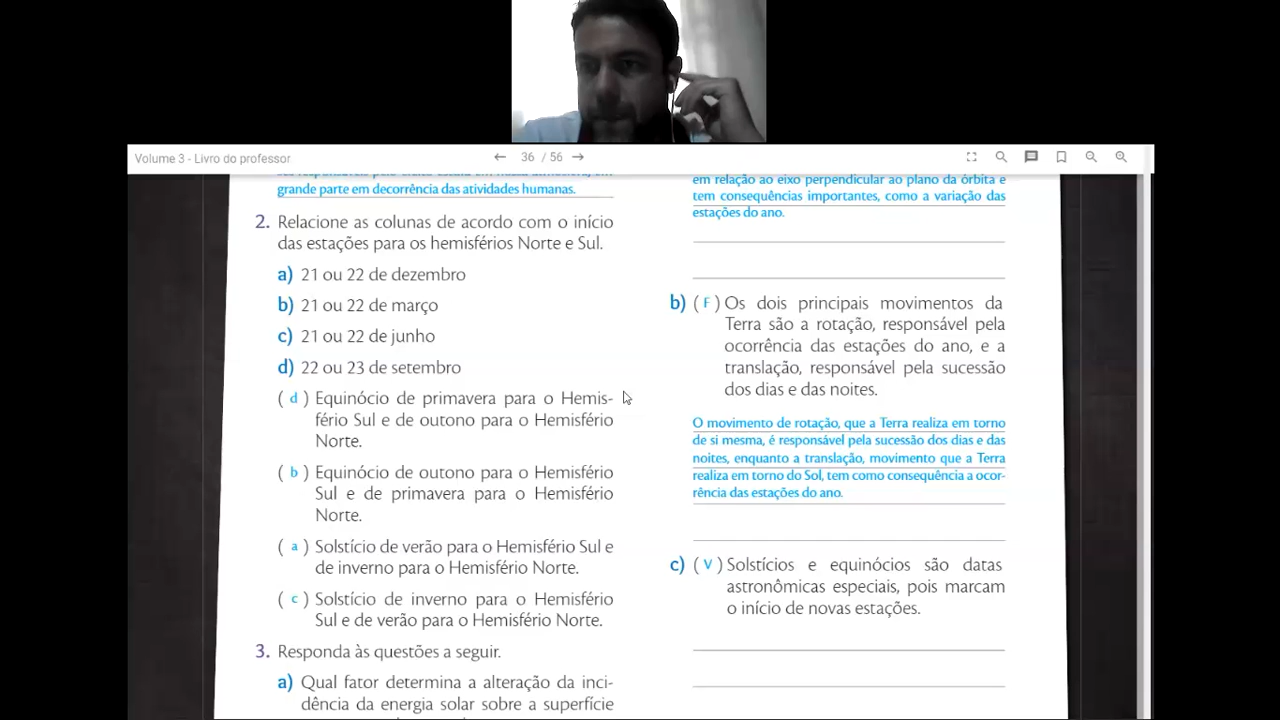 Volume 3 - Livro do professor
36 / 56
grande parte em decorrência das atividades humanas.
2. Relacione as colunas de acordo com o início
das estações para os hemisférios Norte e Sul.
a) 21 ou 22 de dezembro
b) 21 ou 22 de março
c) 21 ou 22 de junho
d) 22 ou 23 de setembro
( d ) Equinócio de primavera para o Hemis-
fério Sul e de outono para o Hemisfério
Norte.
( b ) Equinócio de outono para o Hemisfério
Sul e de primavera para o Hemisfério
Norte.
( a ) Solstício de verão para o Hemisfério Sul e
de inverno para o Hemisfério Norte.
( c ) Solstício de inverno para o Hemisfério
Sul e de verão para o Hemisfério Norte.
3. Responda às questões a seguir.
a) Qual fator determina a alteração da inci-
dência da energia solar sobre a superfície
em relação ao eixo perpendicular ao plano da órbita e
tem consequências importantes, como a variação das
estações do ano.
b) ( F ) Os dois principais movimentos da
Terra são a rotação, responsável pela
ocorrência das estações do ano, e a
translação, responsável pela sucessão
dos dias e das noites.
O movimento de rotação, que a Terra realiza em torno
de si mesma, é responsável pela sucessão dos dias e das
noites, enquanto a translação, movimento que a Terra
realiza em torno do Sol, tem como consequência a ocor-
rência das estações do ano.
c) ( V ) Solstícios e equinócios são datas
astronômicas especiais, pois marcam
o início de novas estações.